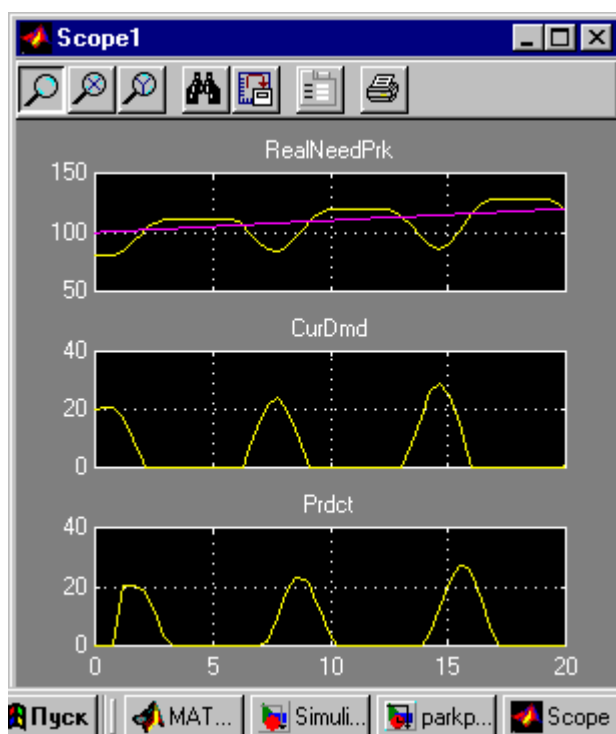 Scope1
RealNeedPrk
150
100
50
CurDmd
40
20
0
Prdct
40
20
0
0 5 10 15 20
Пуск MAT... Simuli... parkp... Scope